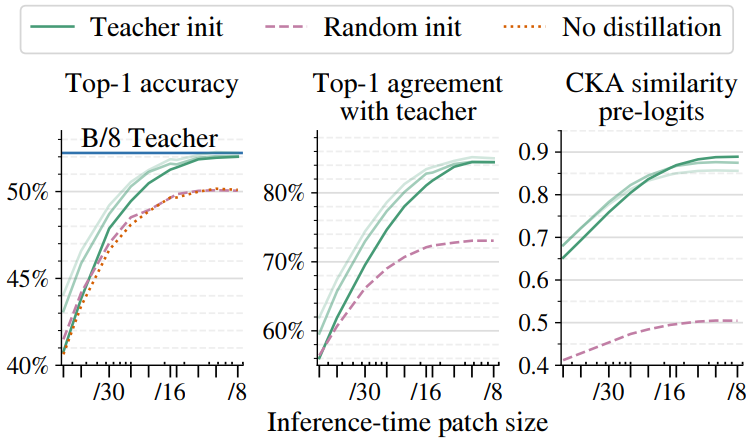 Teacher init Random init No distillation
Top-1 accuracy
Top-1 agreement
with teacher
CKA similarity
pre-logits
B/8 Teacher
50%
45%
40%
/30 /16 /8
80%
70%
60%
/30 /16 /8
0.9
0.8
0.7
0.6
0.5
0.4
/30 /16 /8
Inference-time patch size